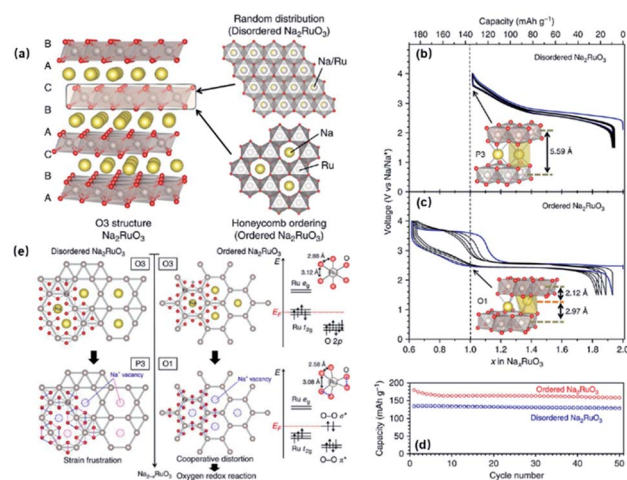 (a)
B
A
C
B
A
C
B
A
O3 structure
Na₂RuO₃
Random distribution
(Disordered Na₂RuO₃)
Na/Ru
Na
Ru
Honeycomb ordering
(Ordered Na₂RuO₃)
Capacity (mAh g⁻¹)
180 160 140 120 100 80 60 40 20 0
(b)
Disordered Na₂RuO₃
4
3
2
1
P3
5.59 Å
Voltage (V vs Na/Na⁺)
(c)
Ordered Na₂RuO₃
4
3
2
1
O1
2.12 Å
2.97 Å
0.6 0.8 1.0 1.2 1.4 1.6 1.8 2.0
x in Na₂RuO₃
(e)
Disordered Na₂RuO₃
O3
O3
Ordered Na₂RuO₃
E
2.88 Å
O
3.12 Å
Ru eg
EF
Ru t2g
O 2p
P3
O1
Na⁺ vacancy
Na⁺ vacancy
E
2.58 Å
O
3.08 Å
Ru eg
O–O σ*
EF
Ru t2g
O–O π*
Strain frustration
Cooperative distortion
Oxygen redox reaction
Capacity (mAh g⁻¹)
200
150
100
50
0
Ordered Na₂RuO₃
Disordered Na₂RuO₃
(d)
0 10 20 30 40 50
Cycle number